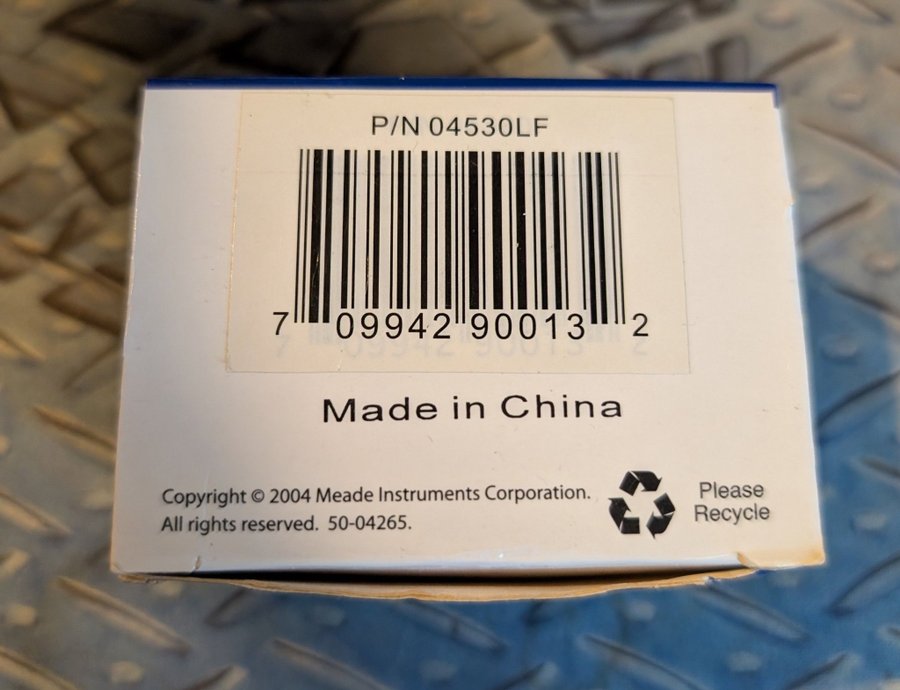 P/N 04530LF
7 09942 90013 2
Made in China
Copyright © 2004 Meade Instruments Corporation.
All rights reserved. 50-04265.
Please
Recycle